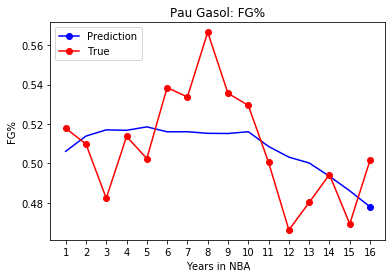 Pau Gasol: FG%
Prediction
True
FG%
0.56
0.54
0.52
0.50
0.48
1 2 3 4 5 6 7 8 9 10 11 12 13 14 15 16
Years in NBA